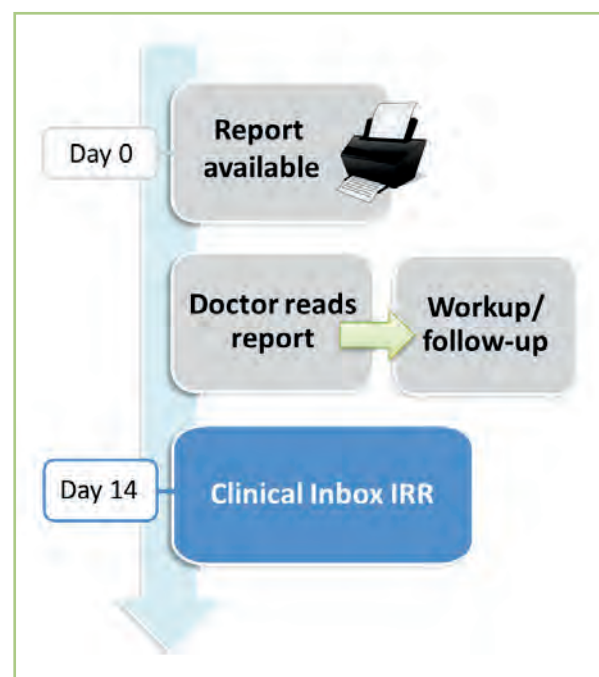 Day 0
Report
available
Doctor reads
report
Workup/
follow-up
Day 14
Clinical Inbox IRR